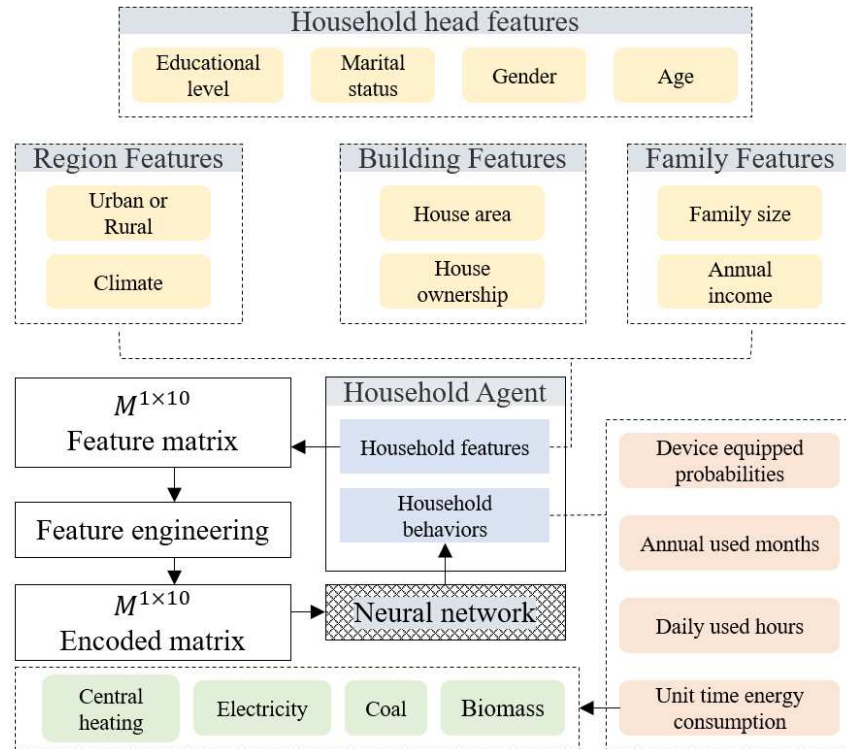 Household head features
Educational
level
Marital
status
Gender
Age
Region Features
Urban or
Rural
Climate
Building Features
House area
House
ownership
Family Features
Family size
Annual
income
M^{1×10}
Feature matrix
Feature engineering
M^{1×10}
Encoded matrix
Household Agent
Household features
Household
behaviors
Neural network
Device equipped
probabilities
Annual used months
Daily used hours
Unit time energy
consumption
Central
heating
Electricity
Coal
Biomass